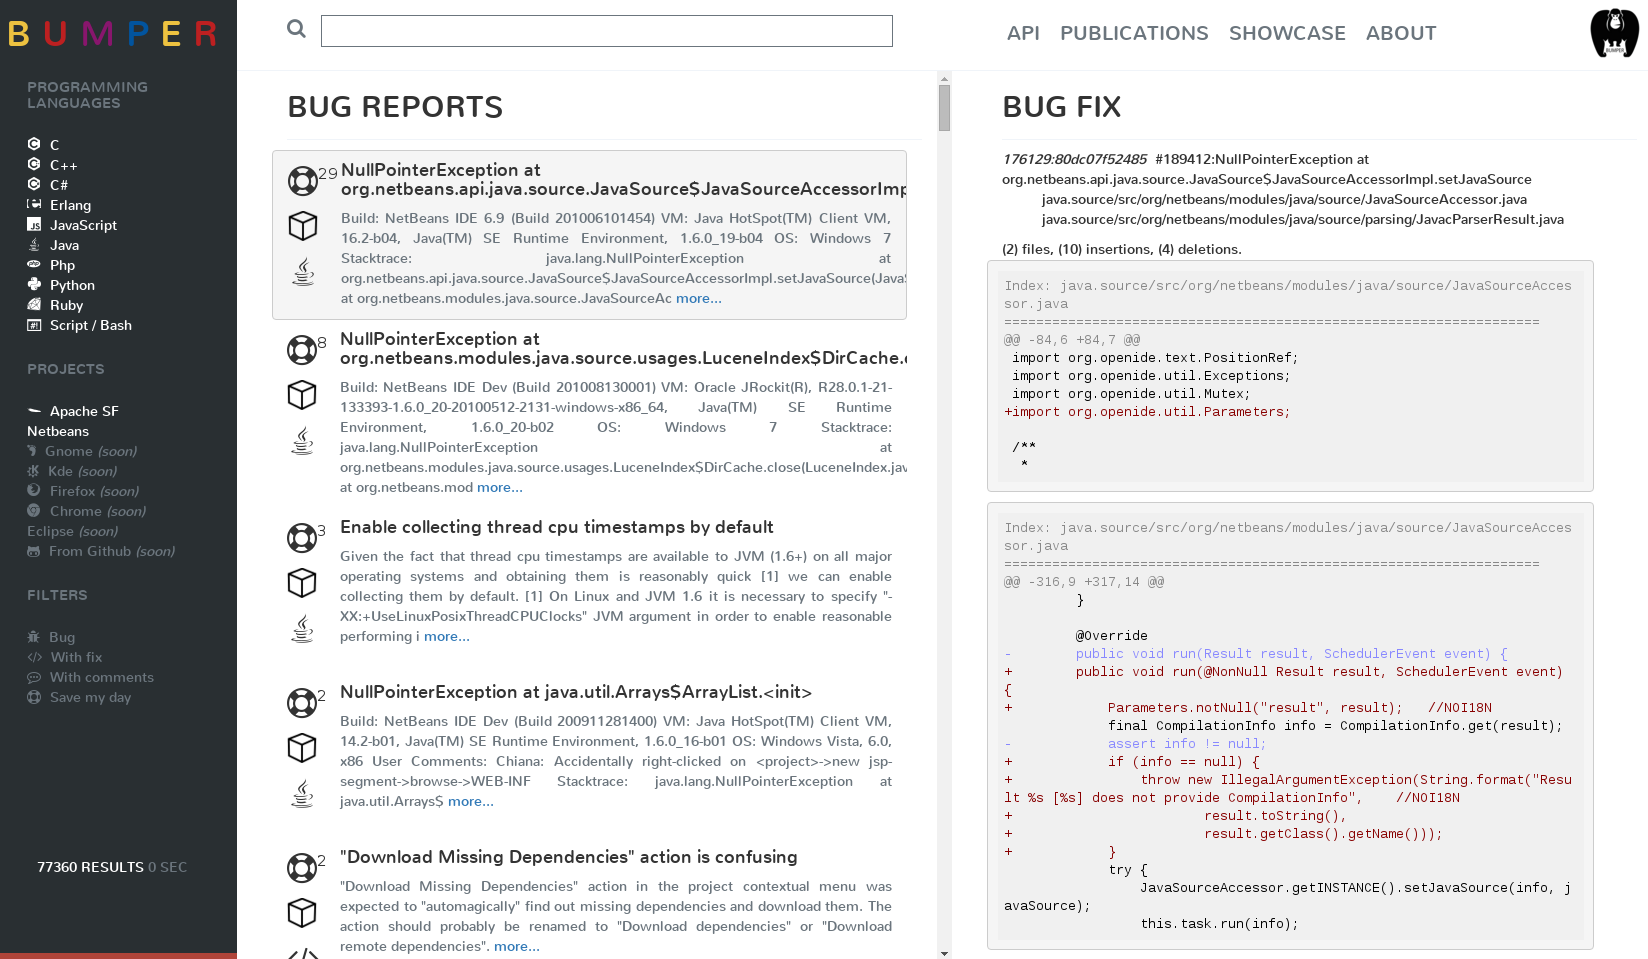 BUMPER
PROGRAMMING
LANGUAGES
C
C++
C#
Erlang
JavaScript
Java
Php
Python
Ruby
Script / Bash
PROJECTS
Apache SF
Netbeans
Gnome (soon)
Kde (soon)
Firefox (soon)
Chrome (soon)
Eclipse (soon)
From Github (soon)
FILTERS
Bug
With fix
With comments
Save my day
77360 RESULTS 0 SEC
API PUBLICATIONS SHOWCASE ABOUT
BUMPER
BUG REPORTS
29 NullPointerException at
org.netbeans.api.java.source.JavaSource$JavaSourceAccessorImp
Build: NetBeans IDE 6.9 (Build 201006101454) VM: Java HotSpot(TM) Client VM,
16.2-b04, Java(TM) SE Runtime Environment, 1.6.0_19-b04 OS: Windows 7
Stacktrace: java.lang.NullPointerException at
org.netbeans.api.java.source.JavaSource$JavaSourceAccessorImpl.setJavaSource(JavaS
at org.netbeans.modules.java.source.JavaSourceAc more...
8 NullPointerException at
org.netbeans.modules.java.source.usages.LuceneIndex$DirCache.c
Build: NetBeans IDE Dev (Build 201008130001) VM: Oracle JRockit(R), R28.0.1-21-
133393-1.6.0_20-20100512-2131-windows-x86_64, Java(TM) SE Runtime
Environment, 1.6.0_20-b02 OS: Windows 7 Stacktrace:
java.lang.NullPointerException at
org.netbeans.modules.java.source.usages.LuceneIndex$DirCache.close(LuceneIndex.jav
at org.netbeans.mod more...
3 Enable collecting thread cpu timestamps by default
Given the fact that thread cpu timestamps are available to JVM (1.6+) on all major
operating systems and obtaining them is reasonably quick [1] we can enable
collecting them by default. [1] On Linux and JVM 1.6 it is necessary to specify "-
XX:+UseLinuxPosixThreadCPUClocks" JVM argument in order to enable reasonable
performing i more...
2 NullPointerException at java.util.Arrays$ArrayList.<init>
Build: NetBeans IDE Dev (Build 200911281400) VM: Java HotSpot(TM) Client VM,
14.2-b01, Java(TM) SE Runtime Environment, 1.6.0_16-b01 OS: Windows Vista, 6.0,
x86 User Comments: Chiana: Accidentally right-clicked on <project>->new jsp-
segment->browse->WEB-INF Stacktrace: java.lang.NullPointerException at
java.util.Arrays$ more...
2 "Download Missing Dependencies" action is confusing
"Download Missing Dependencies" action in the project contextual menu was
expected to "automagically" find out missing dependencies and download them. The
action should probably be renamed to "Download dependencies" or "Download
remote dependencies". more...
BUG FIX
176129:80dc07f52485 #189412:NullPointerException at
org.netbeans.api.java.source.JavaSource$JavaSourceAccessorImpl.setJavaSource
java.source/src/org/netbeans/modules/java/source/JavaSourceAccessor.java
java.source/src/org/netbeans/modules/java/source/parsing/JavacParserResult.java
(2) files, (10) insertions, (4) deletions.
Index: java.source/src/org/netbeans/modules/java/source/JavaSourceAcces
sor.java
===================================================================
@@ -84,6 +84,7 @@
 import org.openide.text.PositionRef;
 import org.openide.util.Exceptions;
 import org.openide.util.Mutex;
+import org.openide.util.Parameters;
 /**
  *
Index: java.source/src/org/netbeans/modules/java/source/JavaSourceAcces
sor.java
===================================================================
@@ -316,9 +317,14 @@
         }
         @Override
-        public void run(Result result, SchedulerEvent event) {
+        public void run(@NonNull Result result, SchedulerEvent event)
{
+            Parameters.notNull("result", result);   //NOI18N
             final CompilationInfo info = CompilationInfo.get(result);
-            assert info != null;
+            if (info == null) {
+                throw new IllegalArgumentException(String.format("Resu
lt %s [%s] does not provide CompilationInfo",    //NOI18N
+                        result.toString(),
+                        result.getClass().getName()));
+            }
             try {
                 JavaSourceAccessor.getINSTANCE().setJavaSource(info, j
avaSource);
                 this.task.run(info);